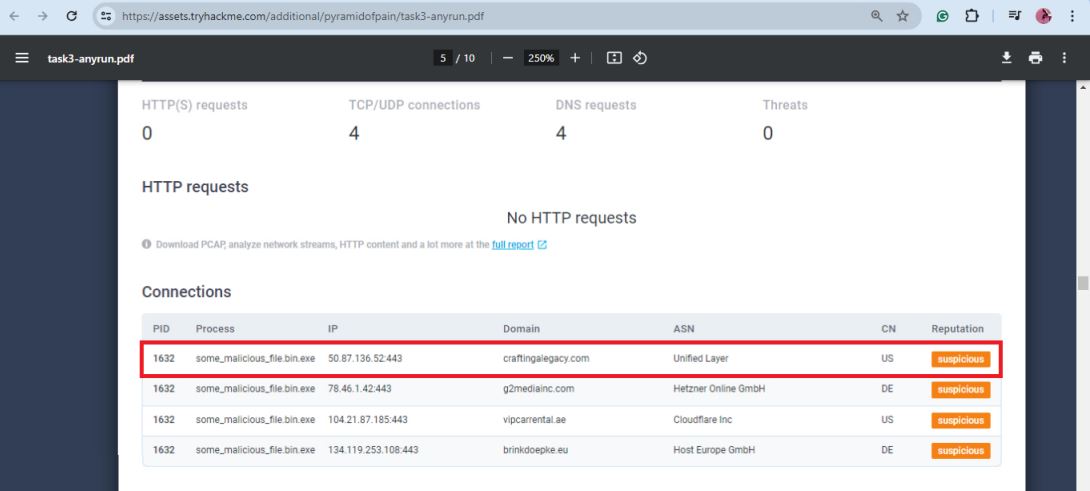 https://assets.tryhackme.com/additional/pyramidofpain/task3-anyrun.pdf
task3-anyrun.pdf 5 / 10 250%
HTTP(S) requests TCP/UDP connections DNS requests Threats
0 4 4 0
HTTP requests
No HTTP requests
Download PCAP, analyze network streams, HTTP content and a lot more at the full report
Connections
PID Process IP Domain ASN CN Reputation
1632 some_malicious_file.bin.exe 50.87.136.52:443 craftingalegacy.com Unified Layer US suspicious
1632 some_malicious_file.bin.exe 78.46.1.42:443 g2mediainc.com Hetzner Online GmbH DE suspicious
1632 some_malicious_file.bin.exe 104.21.87.185:443 vipcarrental.ae Cloudflare Inc US suspicious
1632 some_malicious_file.bin.exe 134.119.253.108:443 brinkdoepke.eu Host Europe GmbH DE suspicious